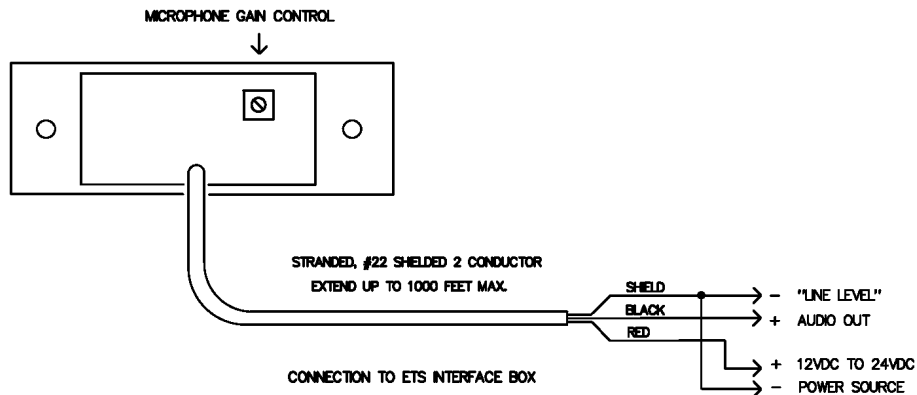 MICROPHONE GAIN CONTROL
STRANDED, #22 SHIELDED 2 CONDUCTOR
EXTEND UP TO 1000 FEET MAX.
SHIELD
- "LINE LEVEL"
BLACK
+ AUDIO OUT
RED
+ 12VDC TO 24VDC
CONNECTION TO ETS INTERFACE BOX
- POWER SOURCE